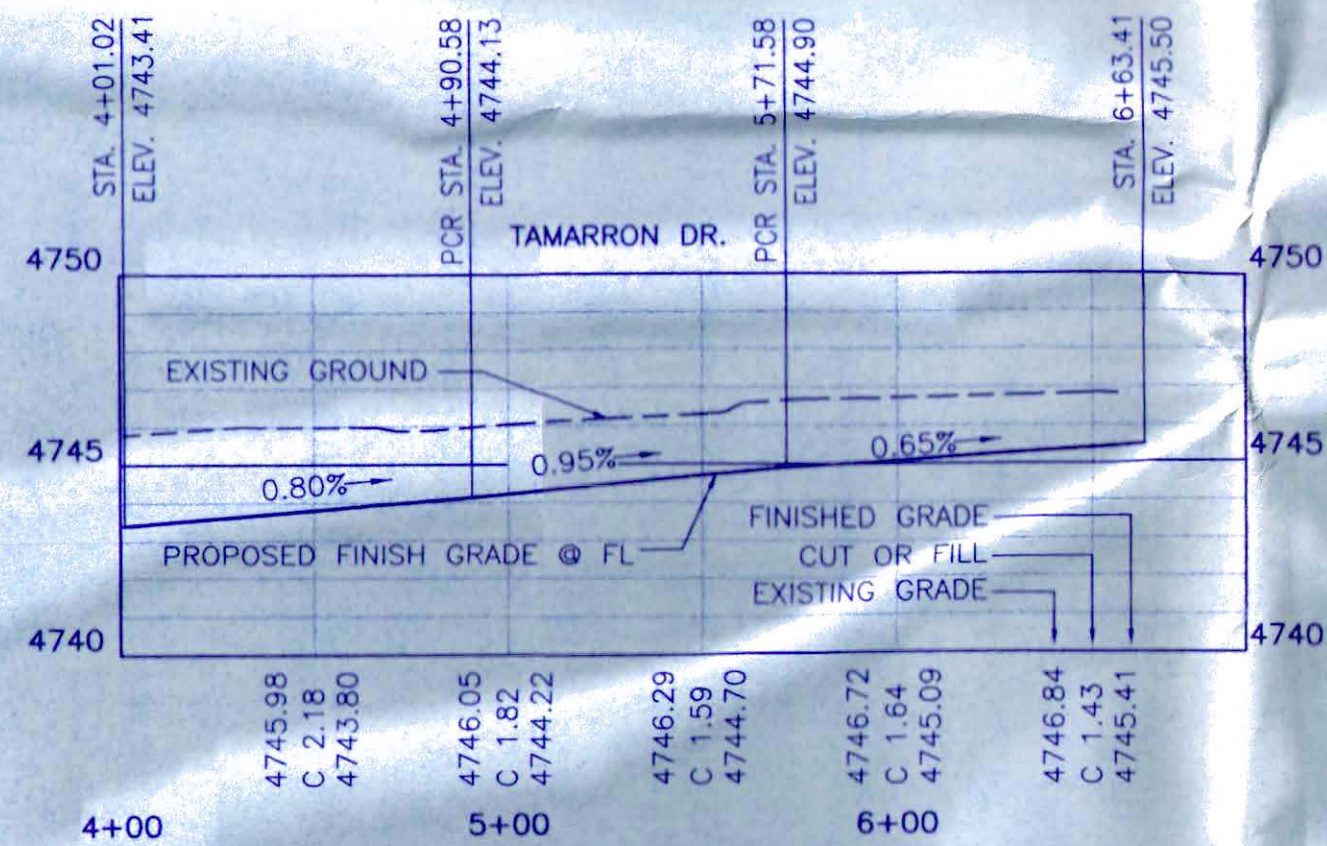 STA. 4+01.02
ELEV. 4743.41
PCR STA. 4+90.58
ELEV. 4744.13
PCR STA. 5+71.58
ELEV. 4744.90
STA. 6+63.41
ELEV. 4745.50
TAMARRON DR.
4750
4750
EXISTING GROUND
4745
4745
0.80%
0.95%
0.65%
PROPOSED FINISH GRADE @ FL
FINISHED GRADE
CUT OR FILL
EXISTING GRADE
4740
4740
4745.98
C 2.18
4743.80
4746.05
C 1.82
4744.22
4746.29
C 1.59
4744.70
4746.72
C 1.64
4745.09
4746.84
C 1.43
4745.41
4+00
5+00
6+00